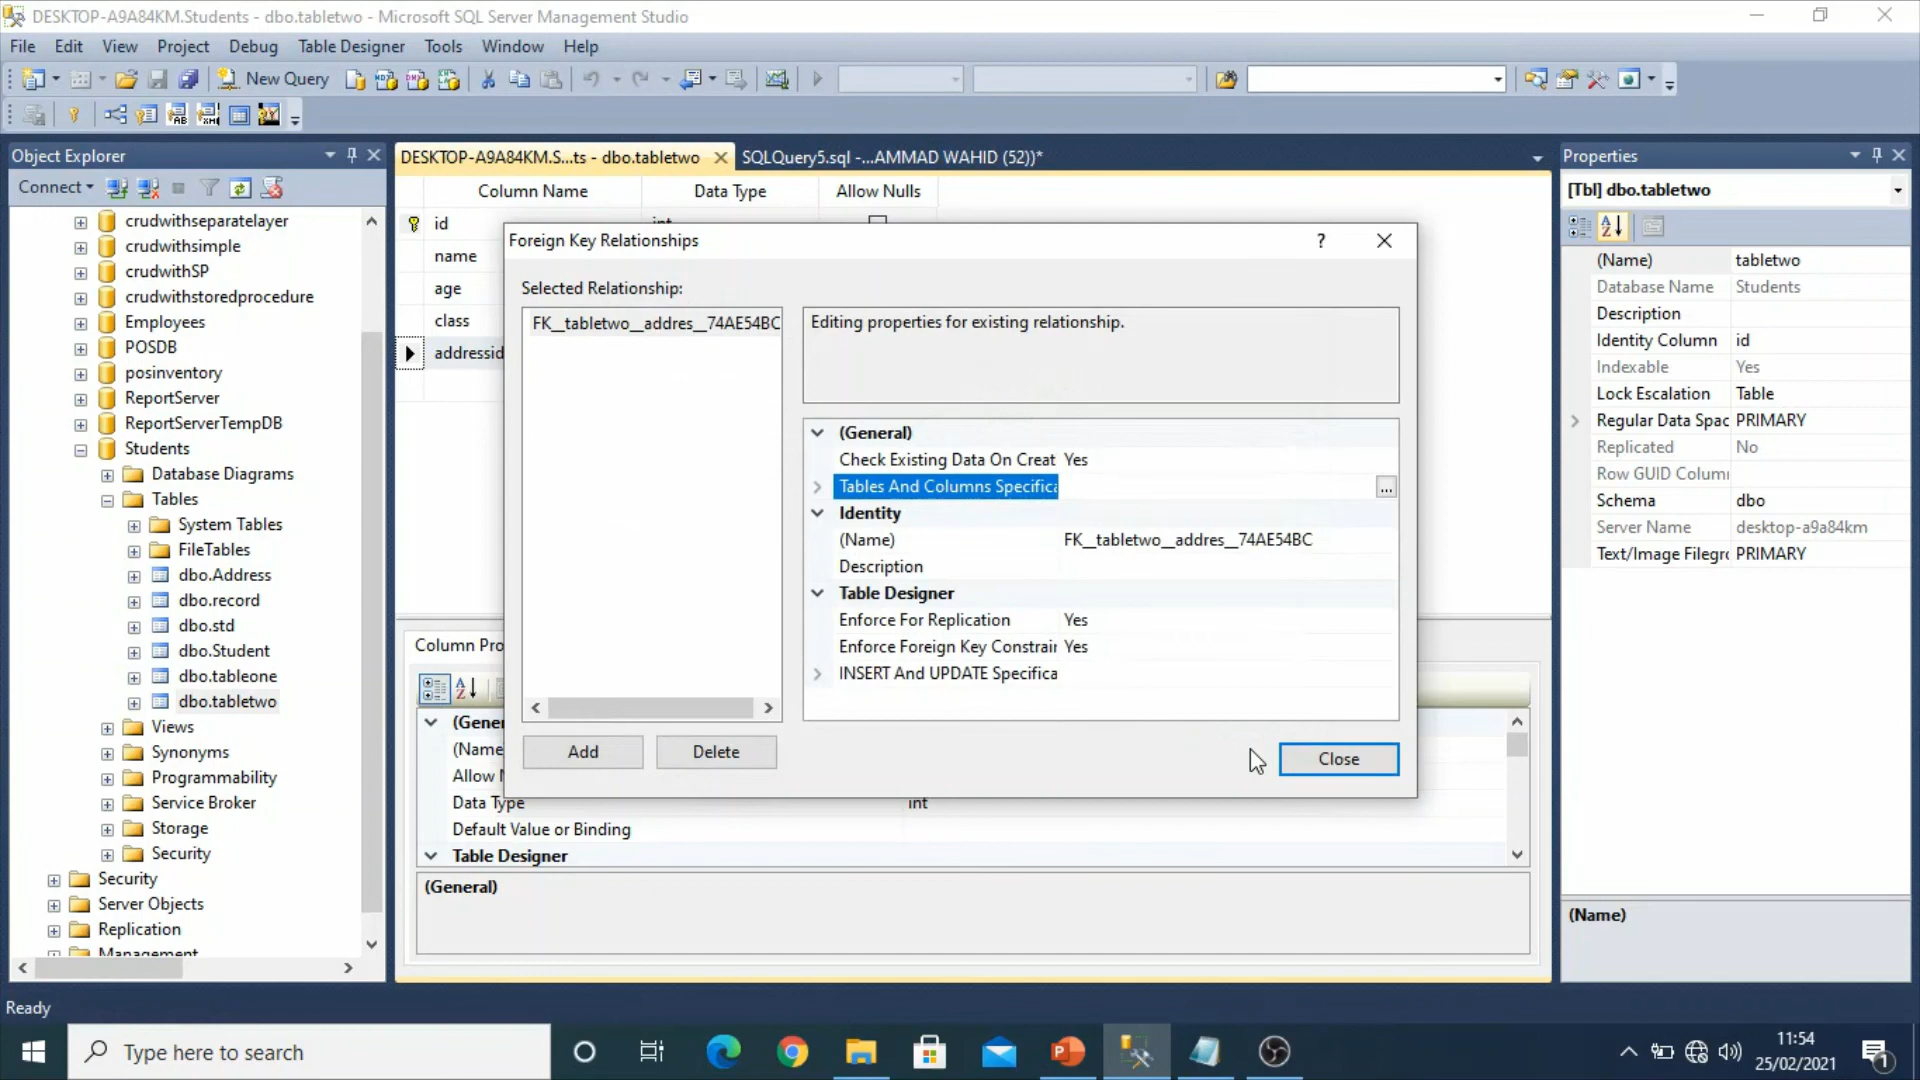 DESKTOP-A9A84KM.Students - dbo.tabletwo - Microsoft SQL Server Management Studio
File Edit View Project Debug Table Designer Tools Window Help
New Query
Object Explorer
Connect
crudwithseparatelayer
crudwithsimple
crudwithSP
crudwithstoredprocedure
Employees
POSDB
posinventory
ReportServer
ReportServerTempDB
Students
Database Diagrams
Tables
System Tables
FileTables
dbo.Address
dbo.record
dbo.std
dbo.Student
dbo.tableone
dbo.tabletwo
Views
Synonyms
Programmability
Service Broker
Storage
Security
Security
Server Objects
Replication
Management
DESKTOP-A9A84KM.S...ts - dbo.tabletwo
SQLQuery5.sql -...AMMAD WAHID (52))*
Column Name Data Type Allow Nulls
id int
name
age
class
addressid
Foreign Key Relationships ?
Selected Relationship:
FK__tabletwo__addres__74AE54BC
Editing properties for existing relationship.
(General)
Check Existing Data On Creat Yes
Tables And Columns Specifica ...
Identity
(Name) FK__tabletwo__addres__74AE54BC
Description
Table Designer
Enforce For Replication Yes
Enforce Foreign Key Constrain Yes
INSERT And UPDATE Specifica
Add Delete Close
Column Pro
(Gener
(Name
Allow N
Data Type int
Default Value or Binding
Table Designer
(General)
Properties
[Tbl] dbo.tabletwo
(Name) tabletwo
Database Name Students
Description
Identity Column id
Indexable Yes
Lock Escalation Table
Regular Data Spac PRIMARY
Replicated No
Row GUID Column
Schema dbo
Server Name desktop-a9a84km
Text/Image Filegro PRIMARY
(Name)
Ready
Type here to search
11:54
25/02/2021
1